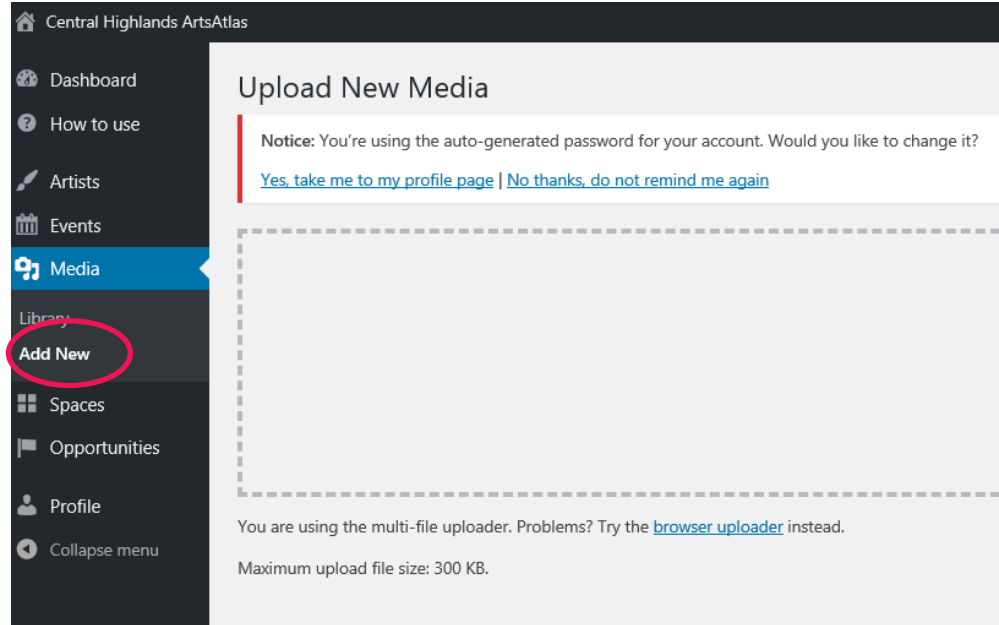 Central Highlands ArtsAtlas
Dashboard
How to use
Artists
Events
Media
Library
Add New
Spaces
Opportunities
Profile
Collapse menu
Upload New Media
Notice: You're using the auto-generated password for your account. Would you like to change it?
Yes, take me to my profile page | No thanks, do not remind me again
You are using the multi-file uploader. Problems? Try the browser uploader instead.
Maximum upload file size: 300 KB.